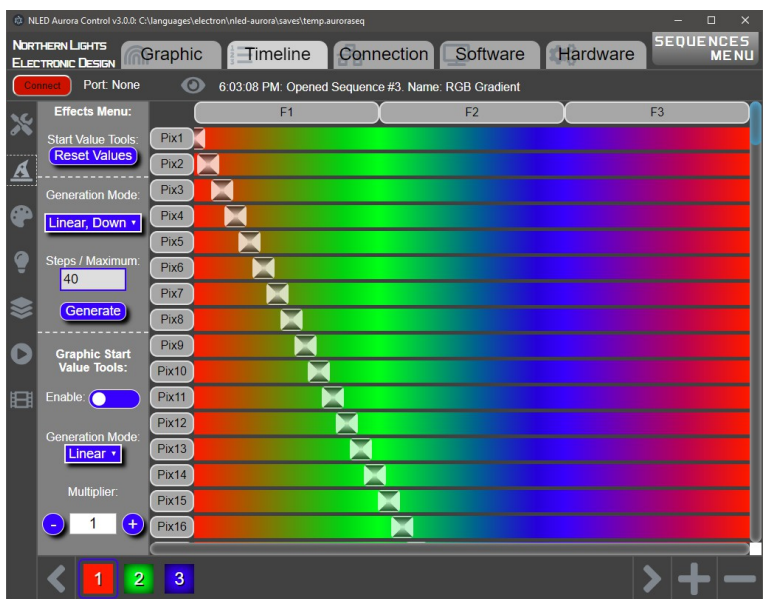 NLED Aurora Control v3.0.0: C:\languages\electron\nled-aurora\saves\temp.auroraseq
NORTHERN LIGHTS
ELECTRONIC DESIGN
Graphic
Timeline
Connection
Software
Hardware
SEQUENCES
MENU
Connect
Port: None
6:03:08 PM: Opened Sequence #3. Name: RGB Gradient
Effects Menu:
F1
F2
F3
Start Value Tools:
Reset Values
Generation Mode:
Linear, Down
Steps / Maximum:
40
Generate
Graphic Start
Value Tools:
Enable:
Generation Mode:
Linear
Multiplier:
-
1
+
Pix1
Pix2
Pix3
Pix4
Pix5
Pix6
Pix7
Pix8
Pix9
Pix10
Pix11
Pix12
Pix13
Pix14
Pix15
Pix16
1
2
3